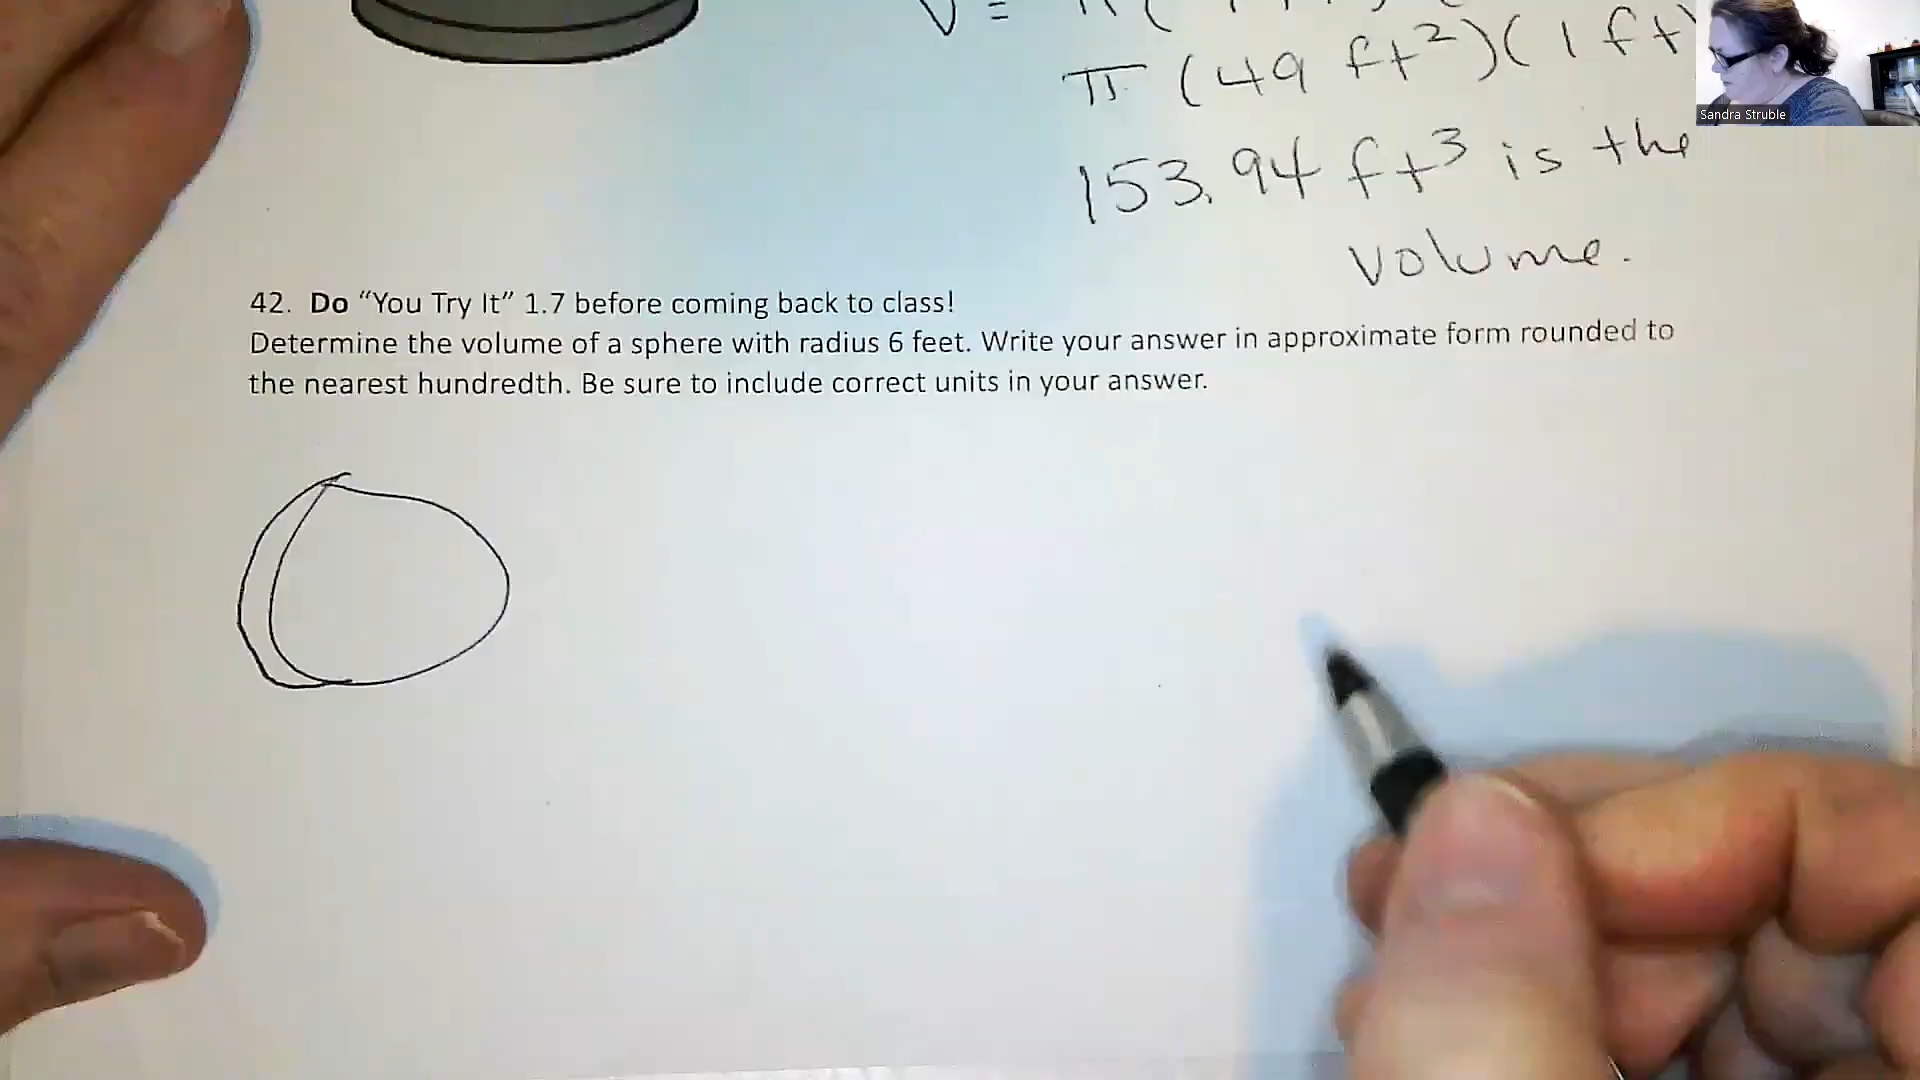 V =
π (49 ft²)(1 ft)
Sandra Struble
153.94 ft³ is the
volume.
42. Do “You Try It” 1.7 before coming back to class!
Determine the volume of a sphere with radius 6 feet. Write your answer in approximate form rounded to
the nearest hundredth. Be sure to include correct units in your answer.